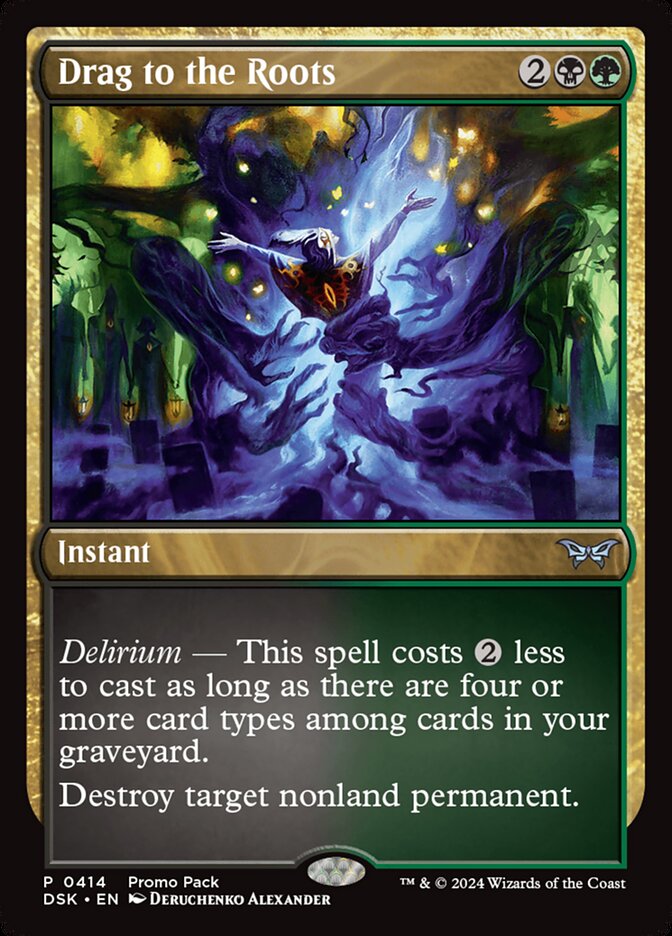 Drag to the Roots 2
Instant
Delirium — This spell costs 2 less
to cast as long as there are four or
more card types among cards in your
graveyard.
Destroy target nonland permanent.
P 0414 Promo Pack
DSK • EN Deruchenko Alexander
™ & © 2024 Wizards of the Coast